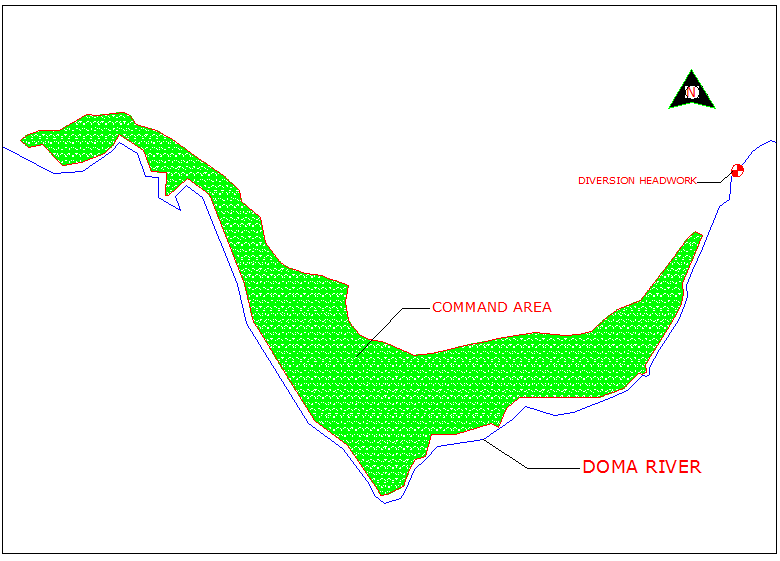 N
DIVERSION HEADWORK
COMMAND AREA
DOMA RIVER